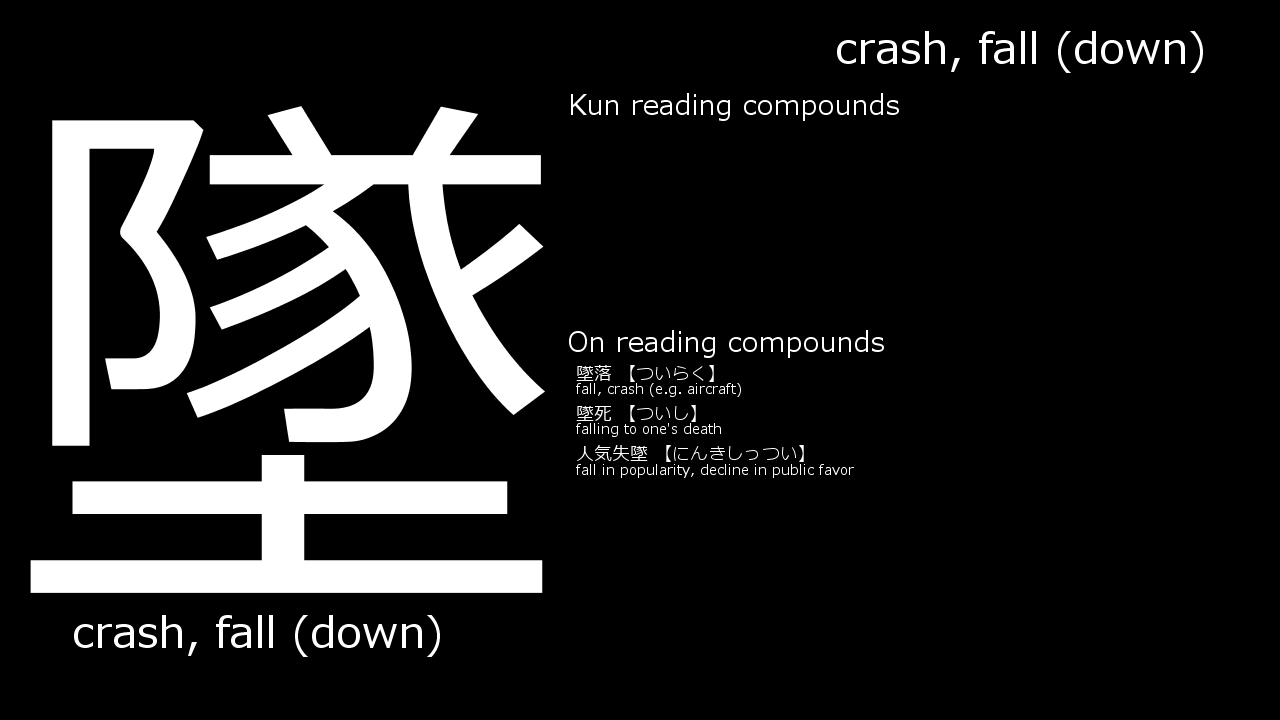 crash, fall (down)
墜
crash, fall (down)
Kun reading compounds
On reading compounds
墜落 【ついらく】
fall, crash (e.g. aircraft)
墜死 【ついし】
falling to one's death
人気失墜 【にんきしっつい】
fall in popularity, decline in public favor